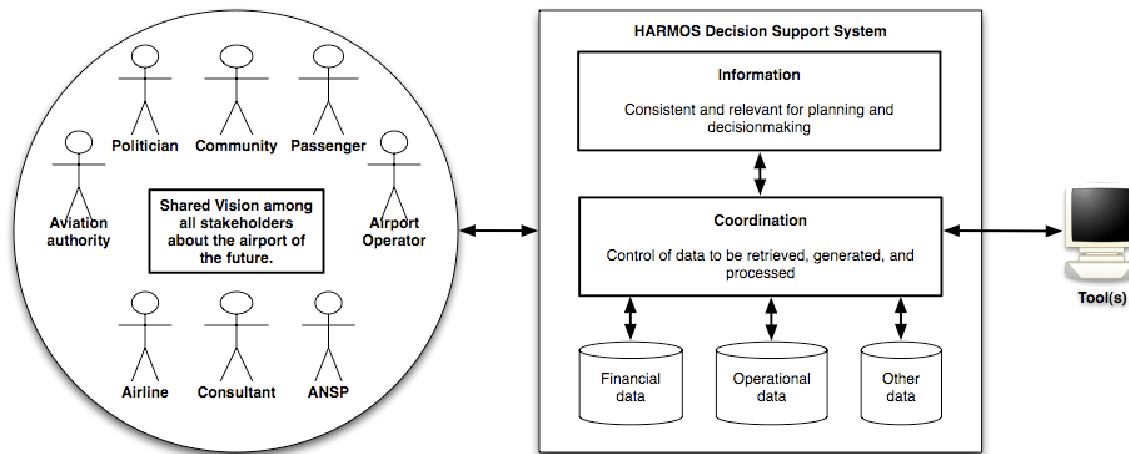 Politician
Community
Passenger
Aviation
authority
Shared Vision among
all stakeholders
about the airport of
the future.
Airport
Operator
Airline
Consultant
ANSP
HARMOS Decision Support System
Information
Consistent and relevant for planning and
decisionmaking
Coordination
Control of data to be retrieved, generated, and
processed
Financial
data
Operational
data
Other
data
Tool(s)